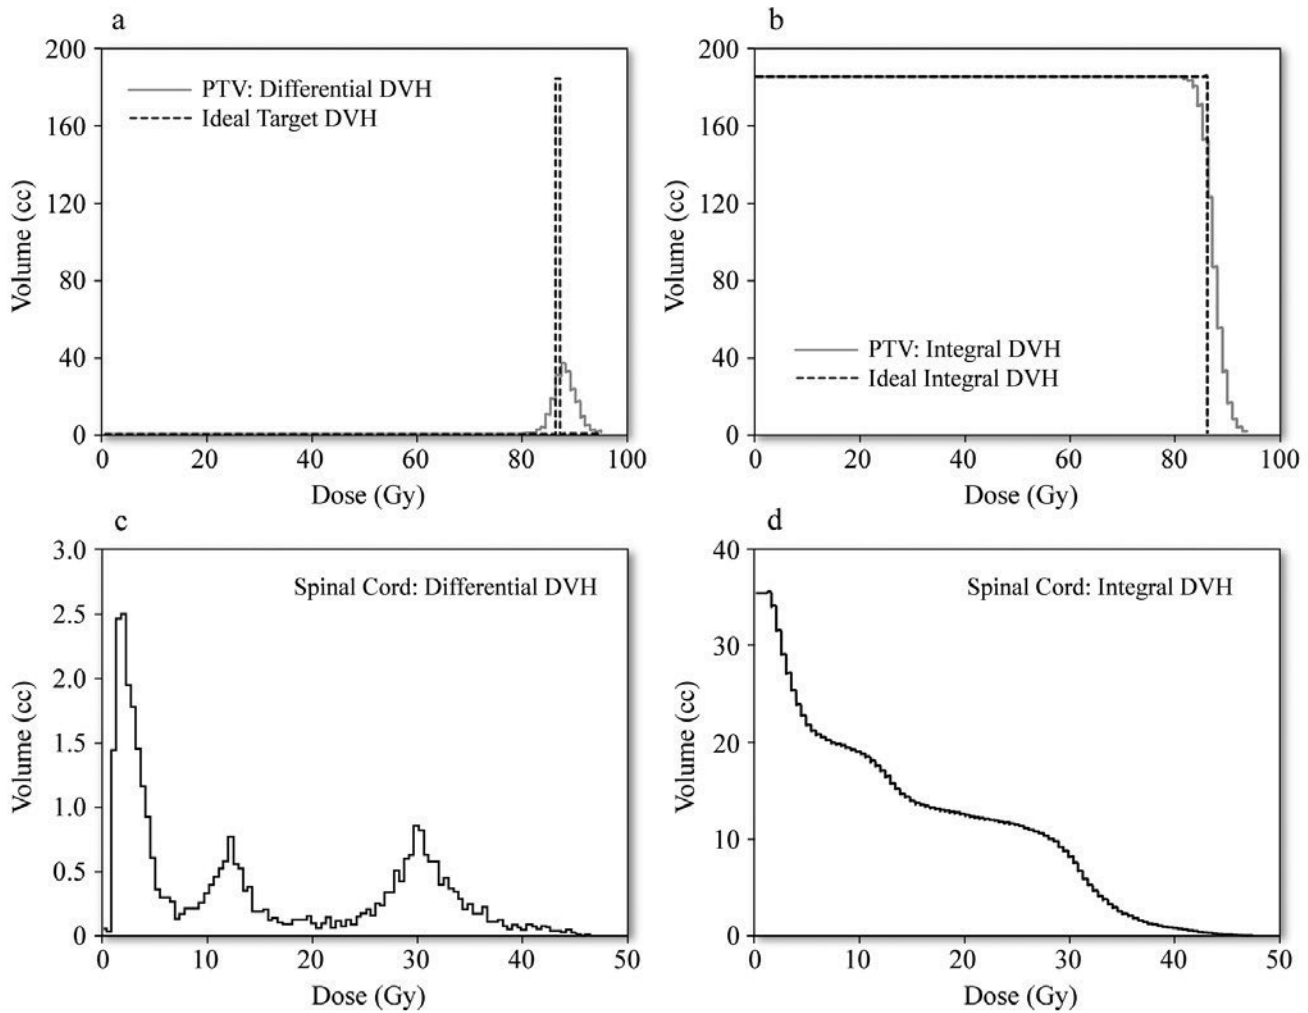 a
200
160
120
80
40
0
Volume (cc)
PTV: Differential DVH
Ideal Target DVH
0 20 40 60 80 100
Dose (Gy)
b
200
160
120
80
40
0
Volume (cc)
PTV: Integral DVH
Ideal Integral DVH
0 20 40 60 80 100
Dose (Gy)
c
3.0
2.5
2.0
1.5
1.0
0.5
0
Volume (cc)
Spinal Cord: Differential DVH
0 10 20 30 40 50
Dose (Gy)
d
40
30
20
10
0
Volume (cc)
Spinal Cord: Integral DVH
0 10 20 30 40 50
Dose (Gy)